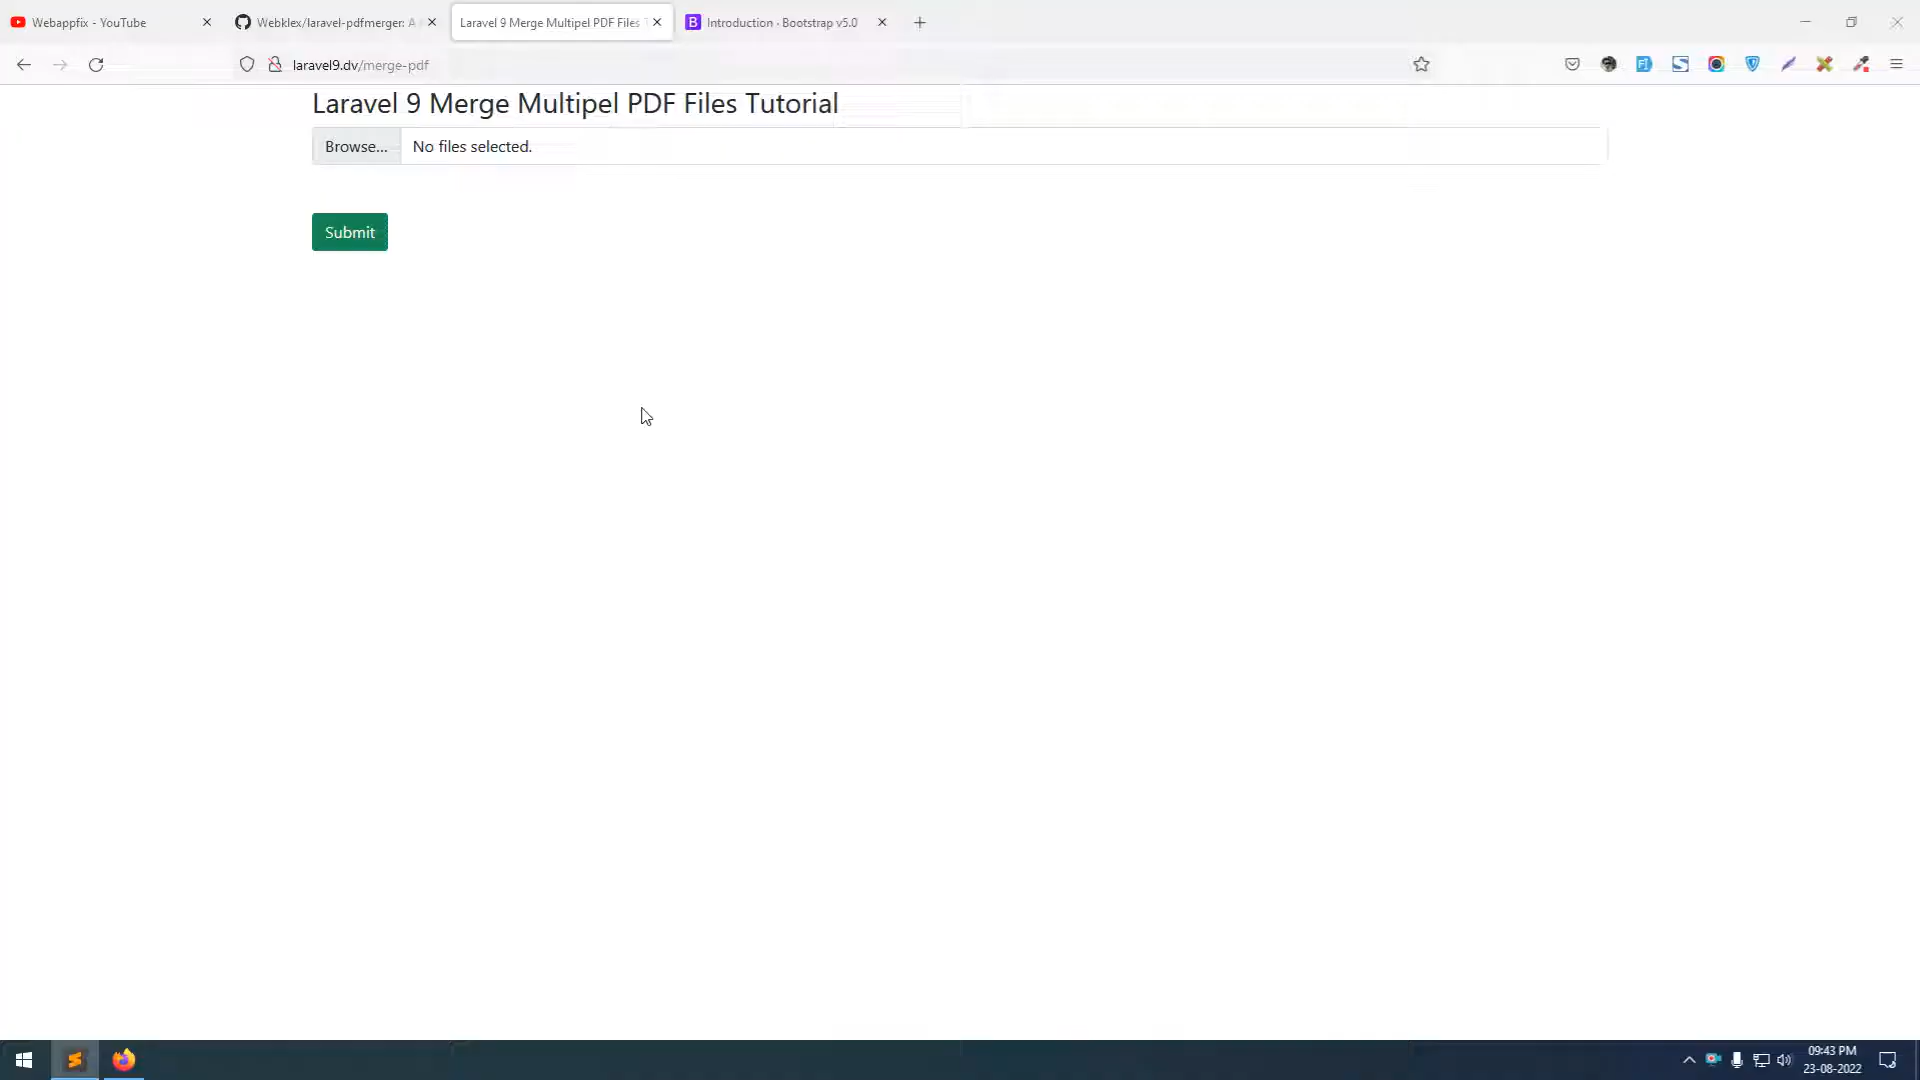 Webappfix - YouTube
Webklex/laravel-pdfmerger: A
Laravel 9 Merge Multipel PDF Files
Introduction · Bootstrap v5.0
laravel9.dv/merge-pdf
Laravel 9 Merge Multipel PDF Files Tutorial
Browse... No files selected.
Submit
09:43 PM
23-08-2022